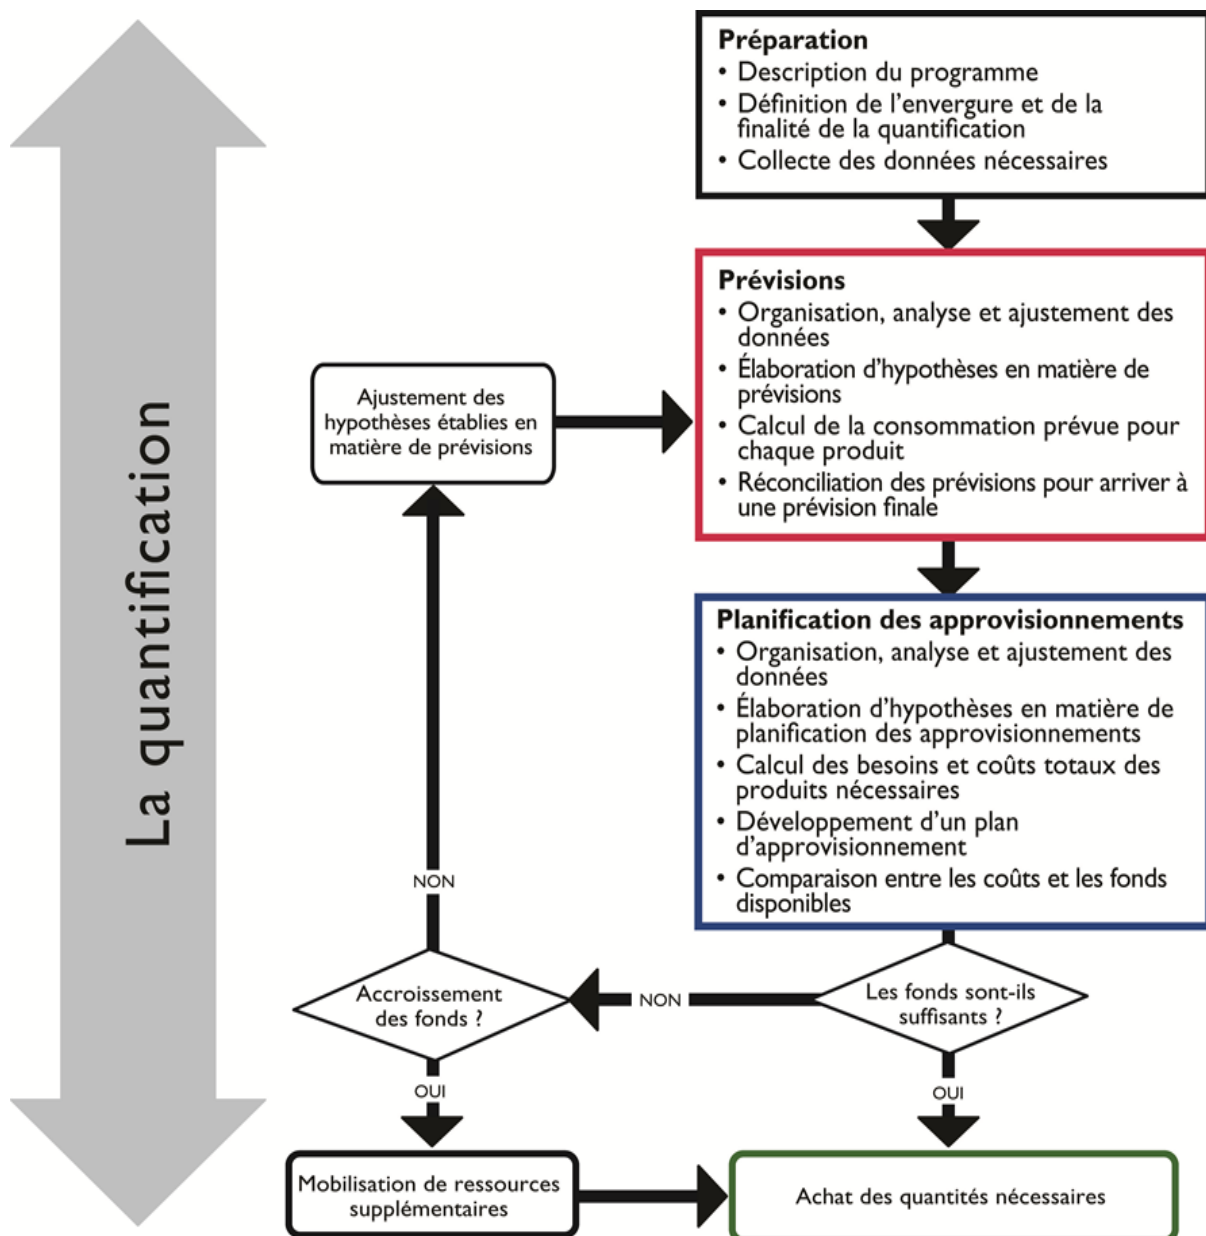 La quantification
Préparation
• Description du programme
• Définition de l'envergure et de la
finalité de la quantification
• Collecte des données nécessaires
Prévisions
• Organisation, analyse et ajustement des
données
• Élaboration d'hypothèses en matière de
prévisions
• Calcul de la consommation prévue pour
chaque produit
• Réconciliation des prévisions pour arriver à
une prévision finale
Ajustement des
hypothèses établies en
matière de prévisions
Planification des approvisionnements
• Organisation, analyse et ajustement des
données
• Élaboration d'hypothèses en matière de
planification des approvisionnements
• Calcul des besoins et coûts totaux des
produits nécessaires
• Développement d'un plan
d'approvisionnement
• Comparaison entre les coûts et les fonds
disponibles
NON
Accroissement
des fonds ?
NON
Les fonds sont-ils
suffisants ?
OUI
OUI
Mobilisation de ressources
supplémentaires
Achat des quantités nécessaires